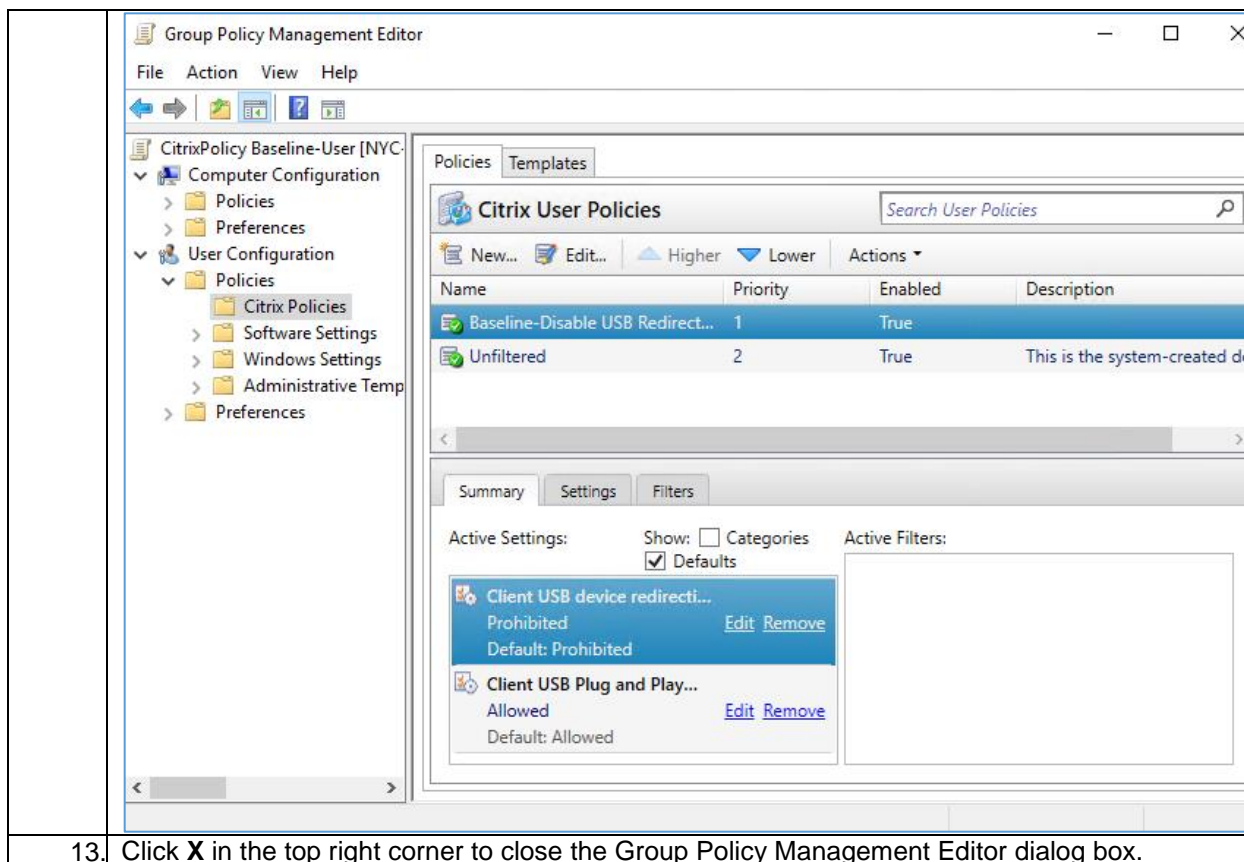 Group Policy Management Editor
File Action View Help
CitrixPolicy Baseline-User [NYC-
Computer Configuration
Policies
Preferences
User Configuration
Policies
Citrix Policies
Software Settings
Windows Settings
Administrative Temp
Preferences
Policies Templates
Citrix User Policies Search User Policies
New... Edit... Higher Lower Actions
Name Priority Enabled Description
Baseline-Disable USB Redirect... 1 True
Unfiltered 2 True This is the system-created de
Summary Settings Filters
Active Settings: Show: Categories Active Filters:
Defaults
Client USB device redirecti...
Prohibited Edit Remove
Default: Prohibited
Client USB Plug and Play...
Allowed Edit Remove
Default: Allowed
13. Click X in the top right corner to close the Group Policy Management Editor dialog box.